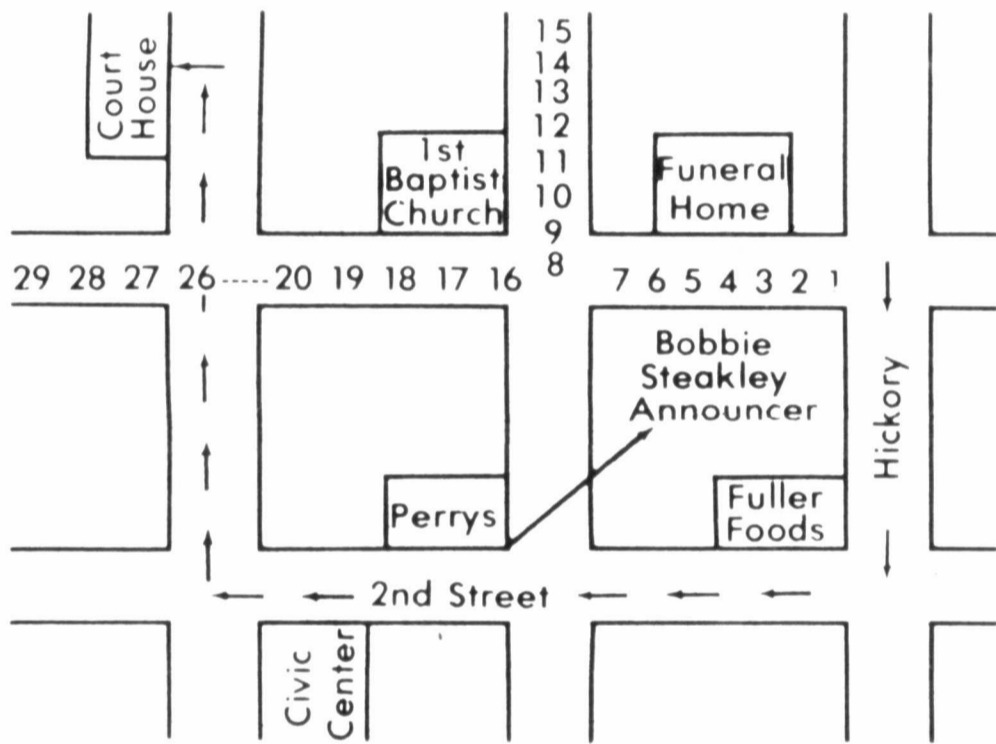 Court
House
15
14
13
12
11
10
9
8
1st
Baptist
Church
Funeral
Home
29 28 27 26 ----- 20 19 18 17 16
7 6 5 4 3 2 1
Bobbie
Steakley
Announcer
Hickory
Perrys
Fuller
Foods
2nd Street
Civic
Center